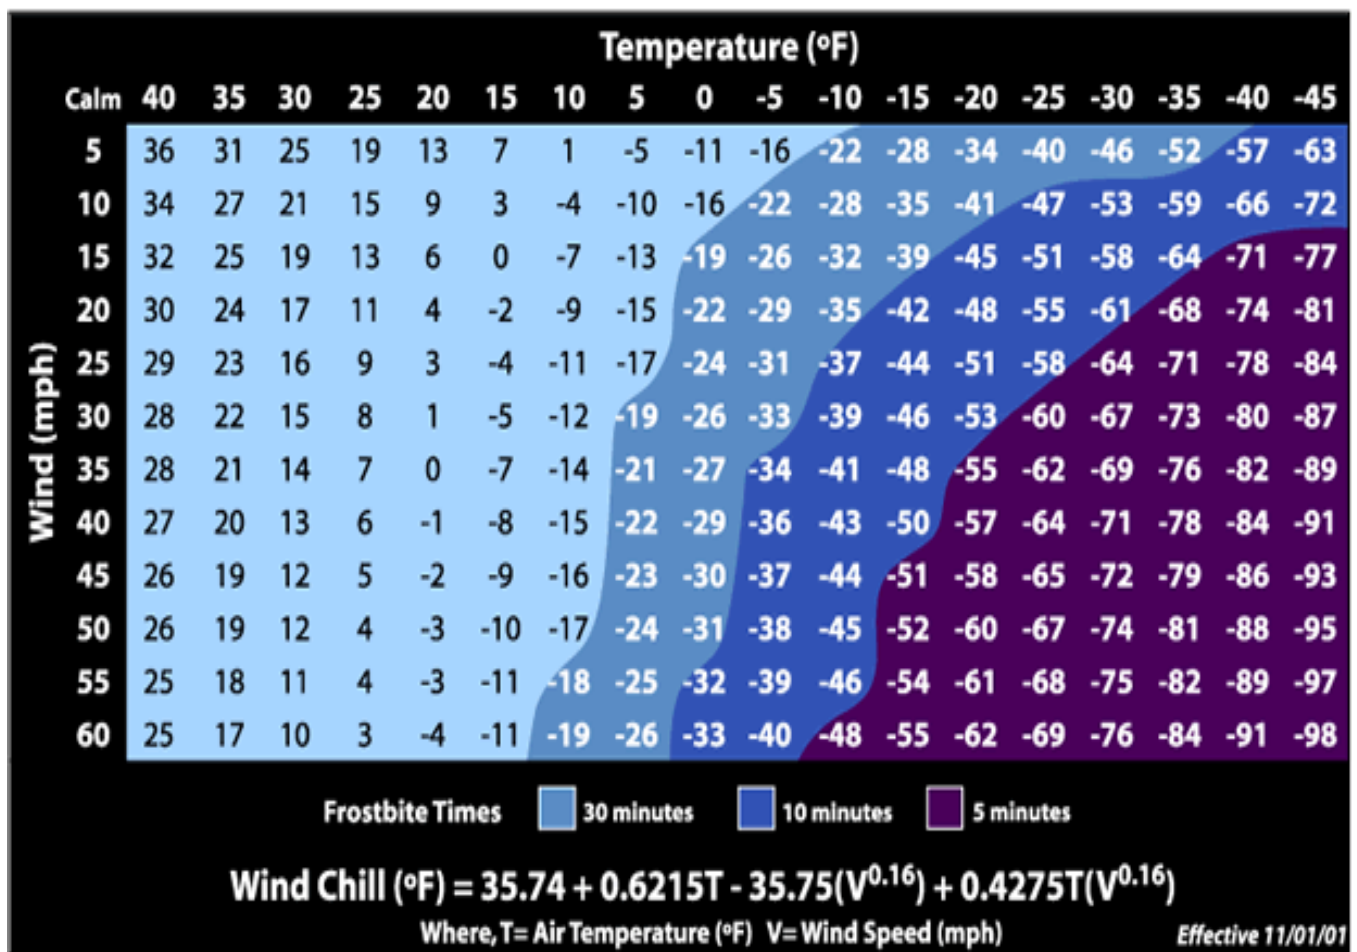 Temperature (ºF)
Calm 40 35 30 25 20 15 10 5 0 -5 -10 -15 -20 -25 -30 -35 -40 -45
5 36 31 25 19 13 7 1 -5 -11 -16 -22 -28 -34 -40 -46 -52 -57 -63
10 34 27 21 15 9 3 -4 -10 -16 -22 -28 -35 -41 -47 -53 -59 -66 -72
15 32 25 19 13 6 0 -7 -13 -19 -26 -32 -39 -45 -51 -58 -64 -71 -77
20 30 24 17 11 4 -2 -9 -15 -22 -29 -35 -42 -48 -55 -61 -68 -74 -81
25 29 23 16 9 3 -4 -11 -17 -24 -31 -37 -44 -51 -58 -64 -71 -78 -84
30 28 22 15 8 1 -5 -12 -19 -26 -33 -39 -46 -53 -60 -67 -73 -80 -87
35 28 21 14 7 0 -7 -14 -21 -27 -34 -41 -48 -55 -62 -69 -76 -82 -89
40 27 20 13 6 -1 -8 -15 -22 -29 -36 -43 -50 -57 -64 -71 -78 -84 -91
45 26 19 12 5 -2 -9 -16 -23 -30 -37 -44 -51 -58 -65 -72 -79 -86 -93
50 26 19 12 4 -3 -10 -17 -24 -31 -38 -45 -52 -60 -67 -74 -81 -88 -95
55 25 18 11 4 -3 -11 -18 -25 -32 -39 -46 -54 -61 -68 -75 -82 -89 -97
60 25 17 10 3 -4 -11 -19 -26 -33 -40 -48 -55 -62 -69 -76 -84 -91 -98
Wind (mph)
Frostbite Times 30 minutes 10 minutes 5 minutes
Wind Chill (ºF) = 35.74 + 0.6215T - 35.75(V^0.16) + 0.4275T(V^0.16)
Where, T= Air Temperature (ºF) V= Wind Speed (mph) Effective 11/01/01